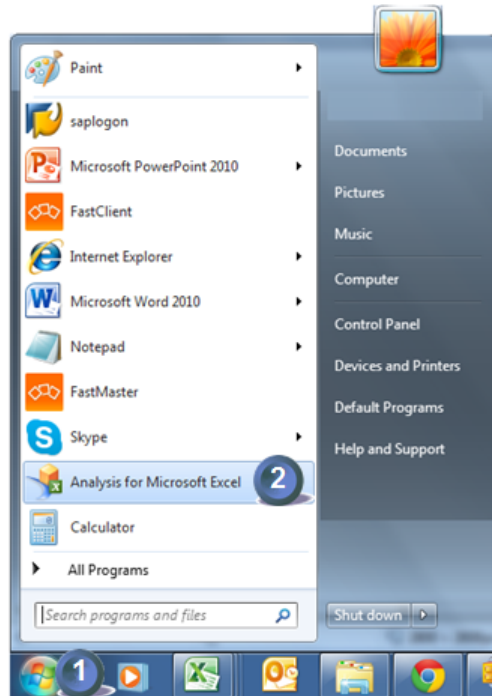 Paint
saplogon
Microsoft PowerPoint 2010
FastClient
Internet Explorer
Microsoft Word 2010
Notepad
FastMaster
Skype
Analysis for Microsoft Excel
2
Calculator
All Programs
Search programs and files
Documents
Pictures
Music
Computer
Control Panel
Devices and Printers
Default Programs
Help and Support
Shut down
1